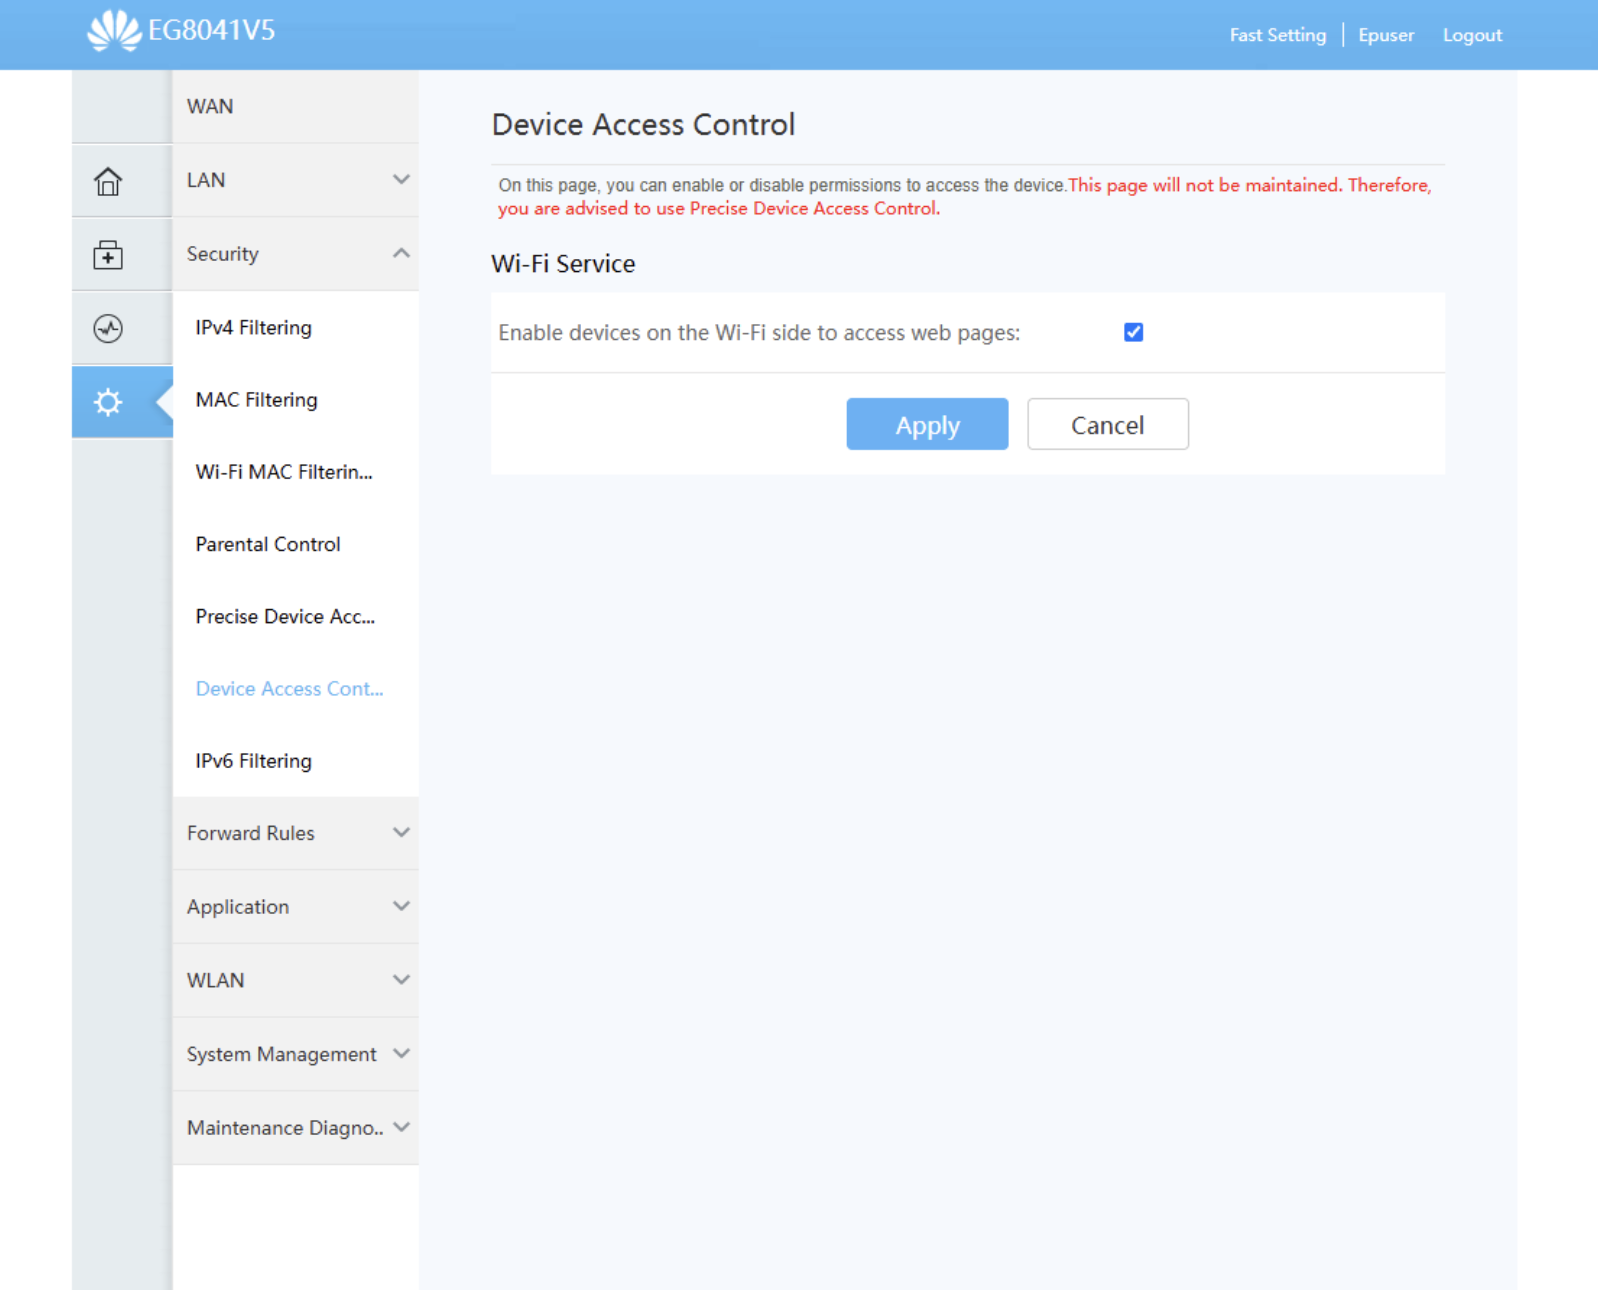 EG8041V5
Fast Setting
Epuser
Logout
WAN
LAN
Security
IPv4 Filtering
MAC Filtering
Wi-Fi MAC Filterin...
Parental Control
Precise Device Acc...
Device Access Cont...
IPv6 Filtering
Forward Rules
Application
WLAN
System Management
Maintenance Diagno..
Device Access Control
On this page, you can enable or disable permissions to access the device.This page will not be maintained. Therefore,
you are advised to use Precise Device Access Control.
Wi-Fi Service
Enable devices on the Wi-Fi side to access web pages:
Apply
Cancel